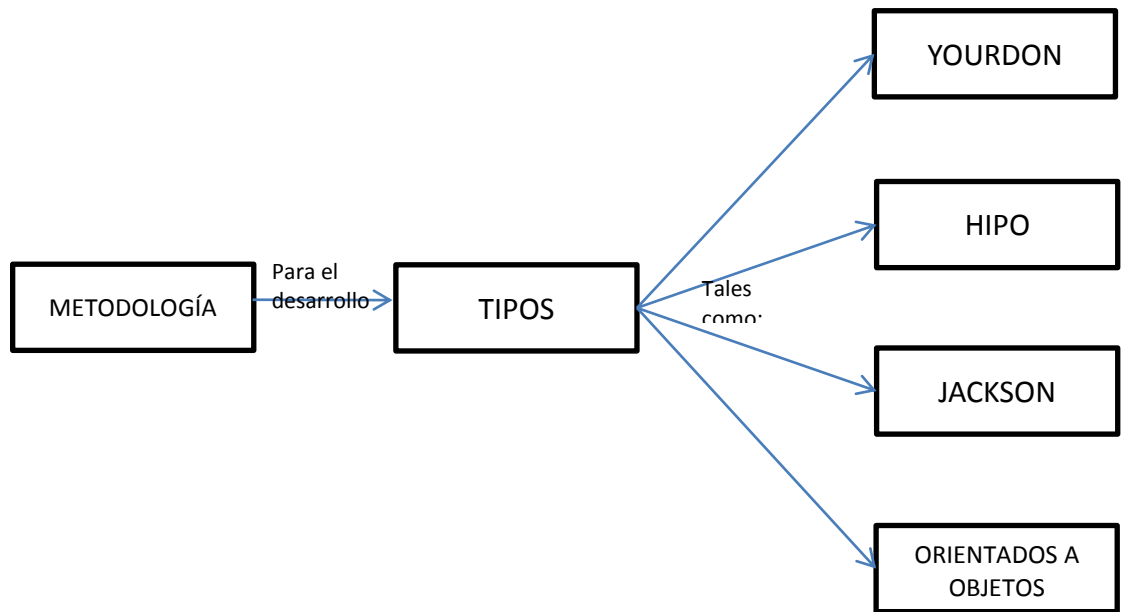 YOURDON
HIPO
METODOLOGÍA
Para el
desarrollo
TIPOS
Tales
como:
JACKSON
ORIENTADOS A
OBJETOS